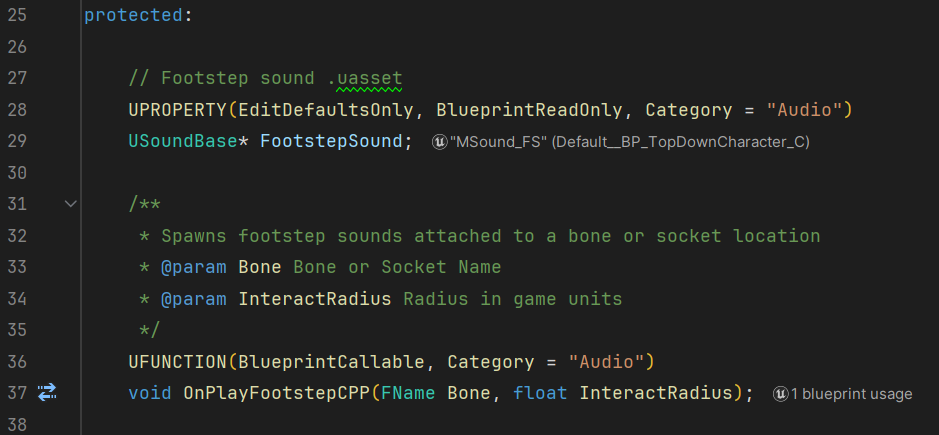 25 protected:
26
27 // Footstep sound .uasset
28 UPROPERTY(EditDefaultsOnly, BlueprintReadOnly, Category = "Audio")
29 USoundBase* FootstepSound; "MSound_FS" (Default__BP_TopDownCharacter_C)
30
31 /**
32 * Spawns footstep sounds attached to a bone or socket location
33 * @param Bone Bone or Socket Name
34 * @param InteractRadius Radius in game units
35 */
36 UFUNCTION(BlueprintCallable, Category = "Audio")
37 void OnPlayFootstepCPP(FName Bone, float InteractRadius); 1 blueprint usage
38